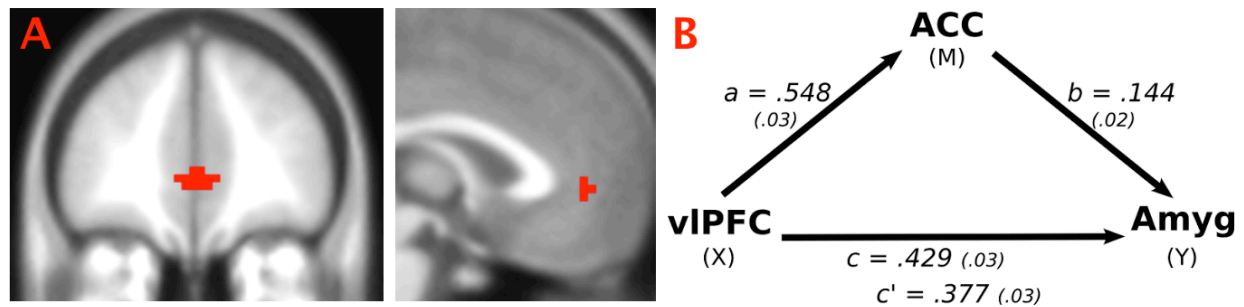 A
B
ACC
(M)
a = .548
(.03)
b = .144
(.02)
vlPFC
(X)
Amyg
(Y)
c = .429 (.03)
c' = .377 (.03)